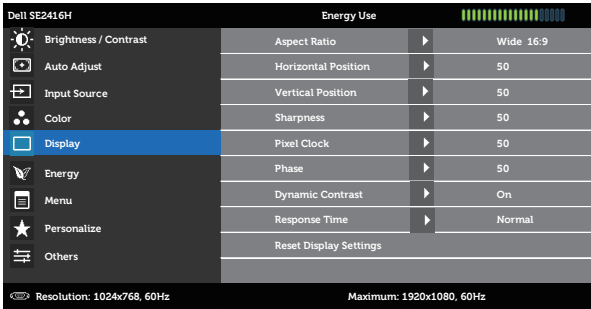 Dell SE2416H Energy Use
Brightness / Contrast Aspect Ratio Wide 16:9
Auto Adjust Horizontal Position 50
Input Source Vertical Position 50
Color Sharpness 50
Display Pixel Clock 50
Energy Phase 50
Menu Dynamic Contrast On
Personalize Response Time Normal
Others Reset Display Settings
Resolution: 1024x768, 60Hz Maximum: 1920x1080, 60Hz